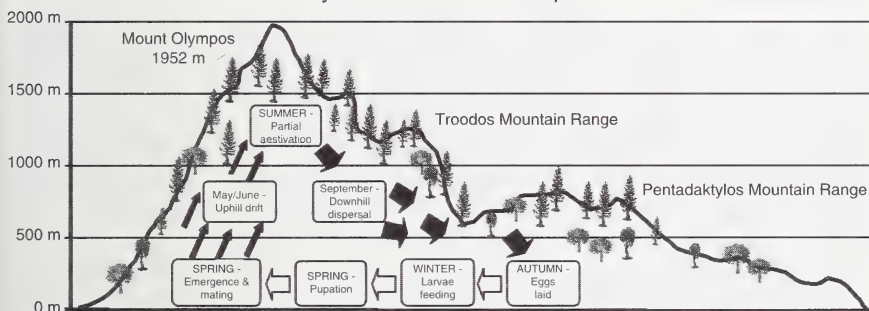 2000 m
Mount Olympos
1952 m
1500 m
SUMMER -
Partial
aestivation
Troodos Mountain Range
1000 m
May/June -
Uphill drift
September -
Downhill
dispersal
Pentadaktylos Mountain Range
500 m
SPRING -
Emergence &
mating
SPRING -
Pupation
WINTER -
Larvae
feeding
AUTUMN -
Eggs
laid
0 m